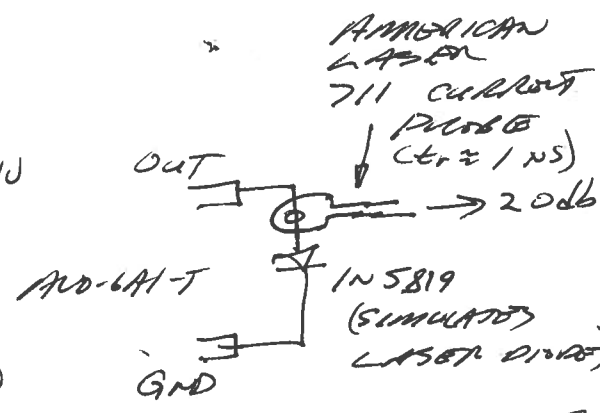 AMERICAN
LASER
711 CURRENT
PROBE
(tr ≈ 1 NS)
OUT
→ 20db
AVO-6A1-T
1N5819
(SIMULATES
LASER DIODE)
GND